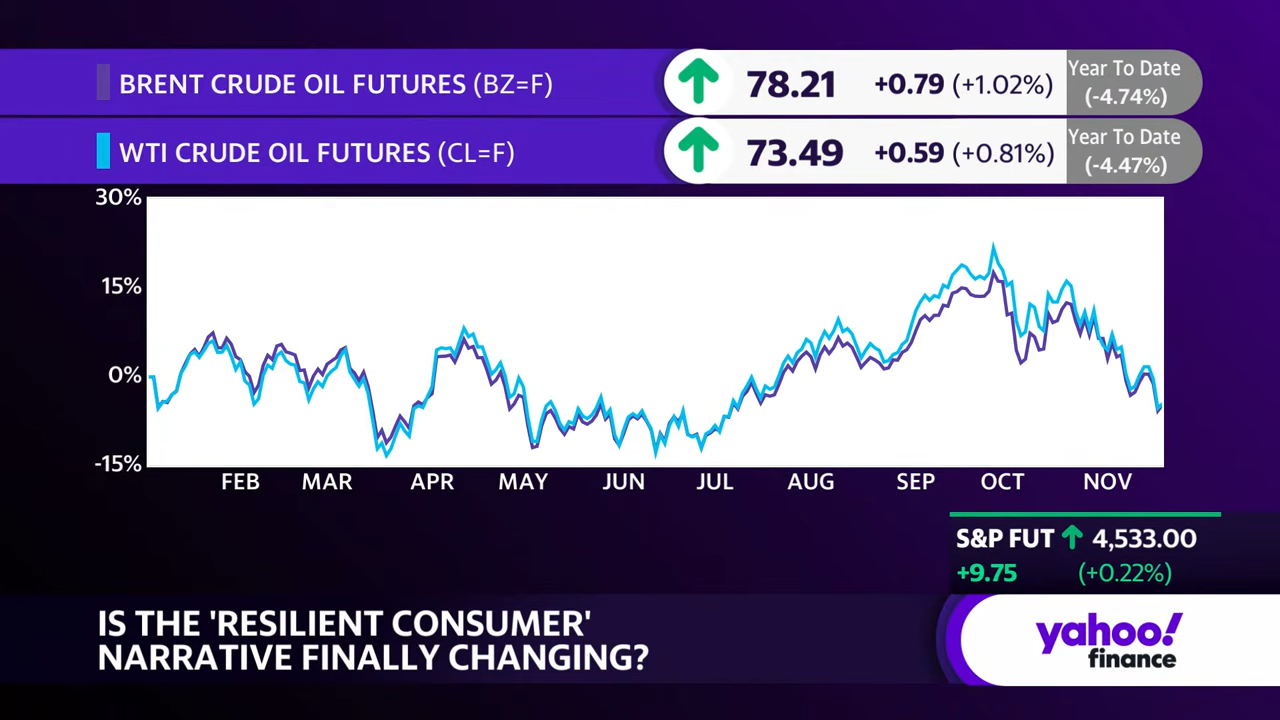 BRENT CRUDE OIL FUTURES (BZ=F) 78.21 +0.79 (+1.02%) Year To Date (-4.74%)
WTI CRUDE OIL FUTURES (CL=F) 73.49 +0.59 (+0.81%) Year To Date (-4.47%)
30%
15%
0%
-15%
FEB MAR APR MAY JUN JUL AUG SEP OCT NOV
S&P FUT 4,533.00
+9.75 (+0.22%)
IS THE 'RESILIENT CONSUMER'
NARRATIVE FINALLY CHANGING?
yahoo!
finance